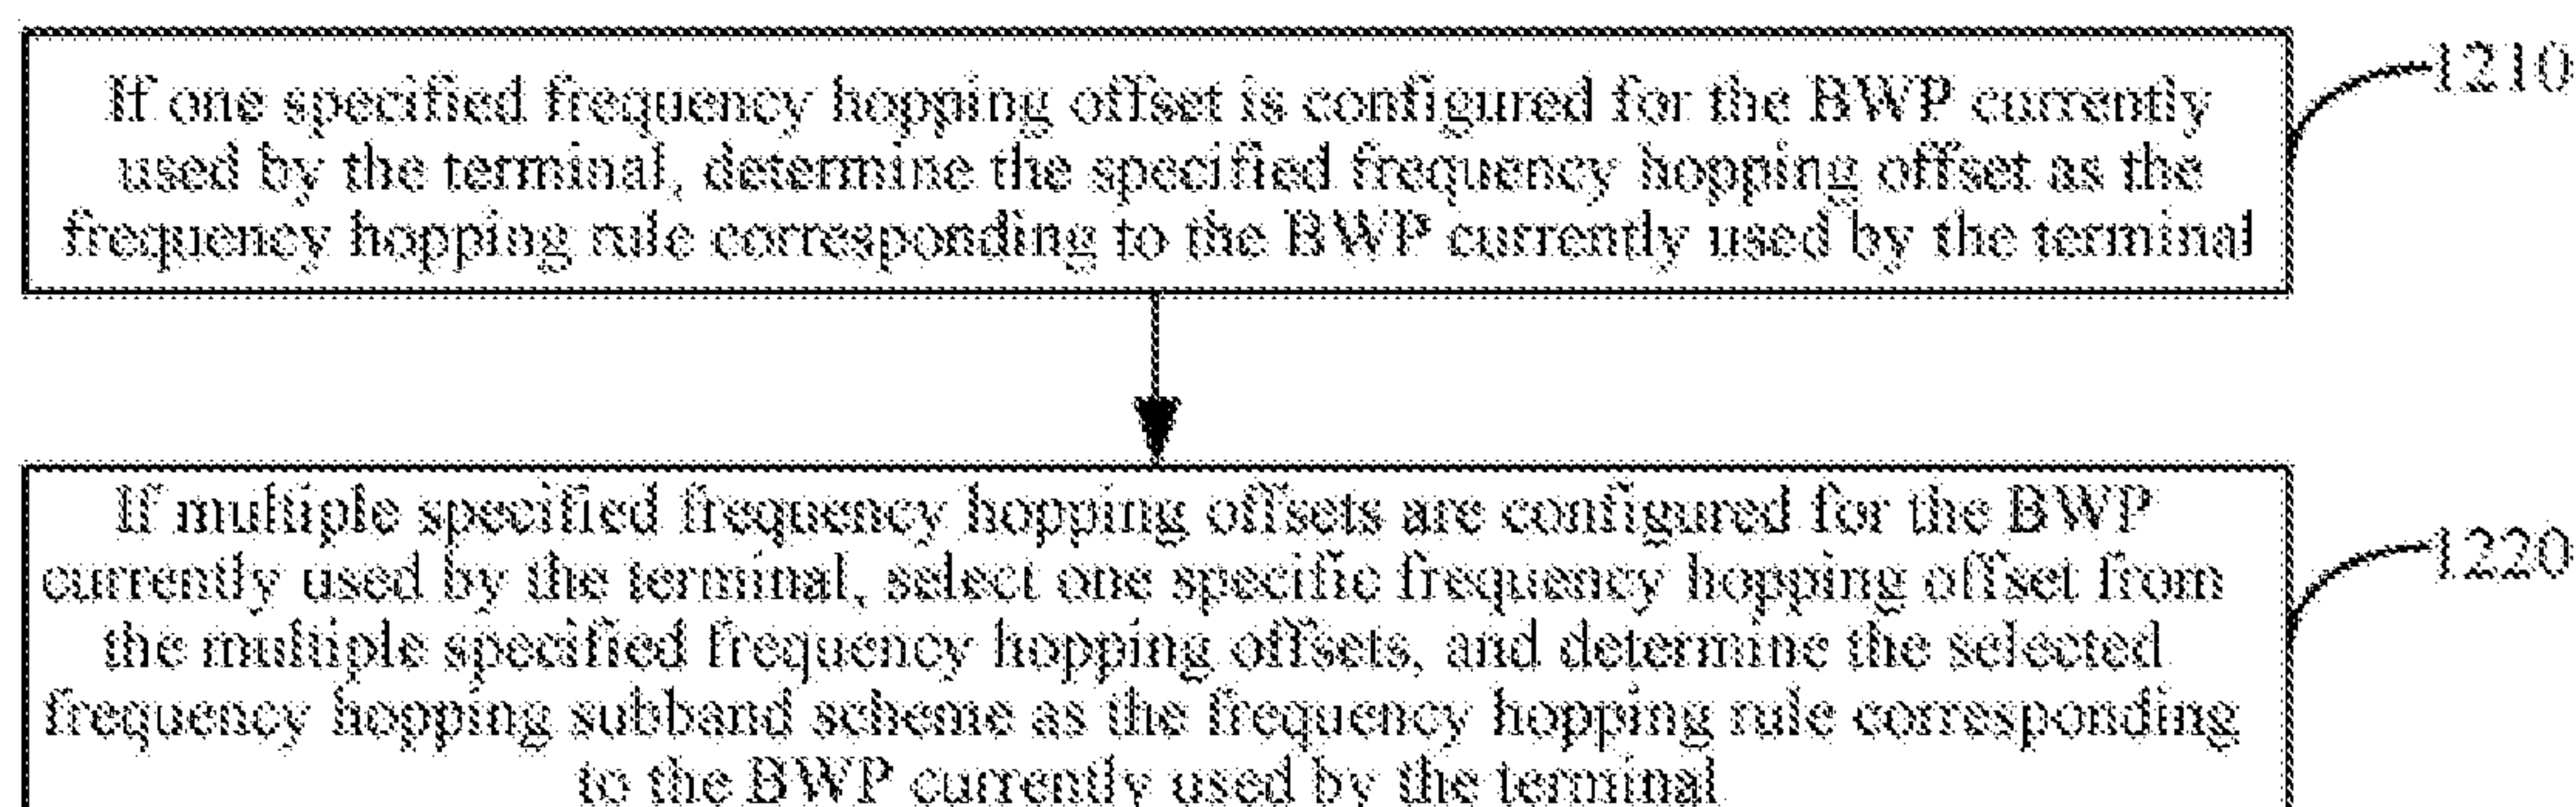 If one specified frequency hopping offset is configured for the BWP currently
1210
used by the terminal, determine the specified frequency hopping offset as the
frequency hopping rule corresponding to the BWP currently used by the terminal
If multiple specified frequency hopping offsets are configured for the BWP
1220
currently used by the terminal, select one specific frequency hopping offset from
the multiple specified frequency hopping offsets, and determine the selected
frequency hopping subband scheme as the frequency hopping rule corresponding
to the BWP currently used by the terminal